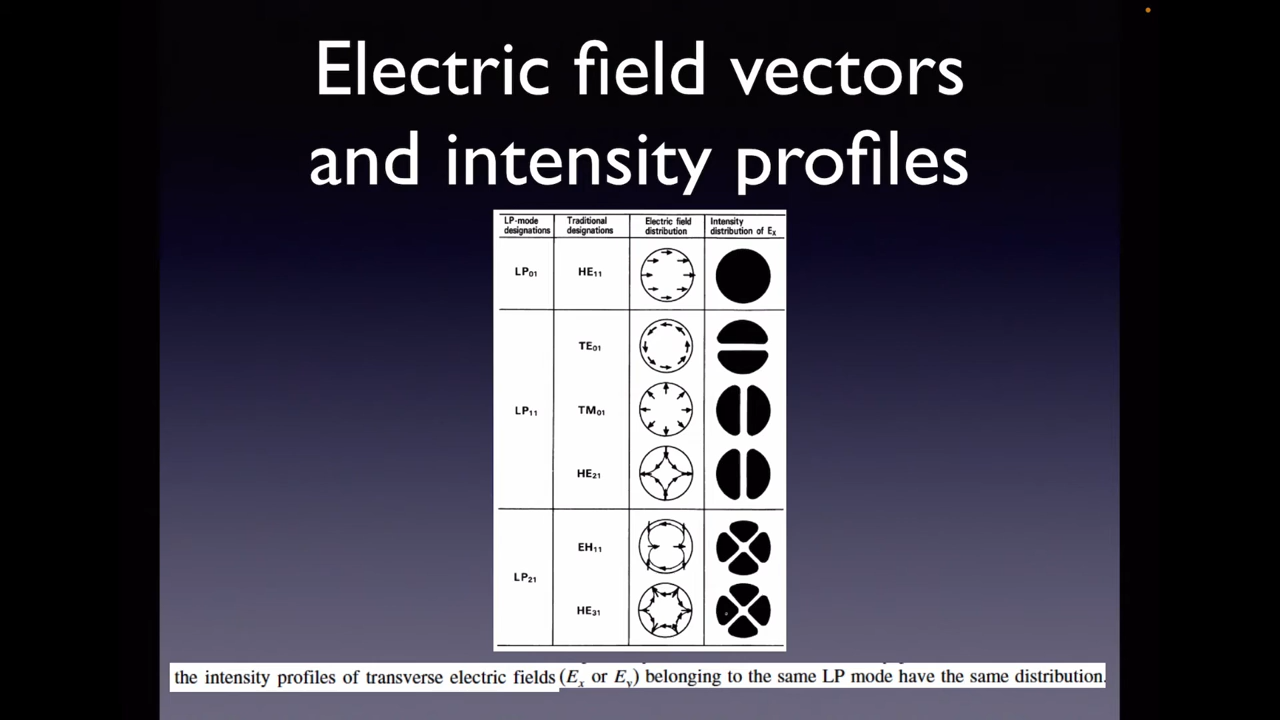 Electric field vectors
and intensity profiles
LP-mode designations Traditional designations Electric field distribution Intensity distribution of Ex
LP01 HE11
TE01
LP11 TM01
HE21
EH11
LP21
HE31
the intensity profiles of transverse electric fields (Ex or Ey) belonging to the same LP mode have the same distribution.